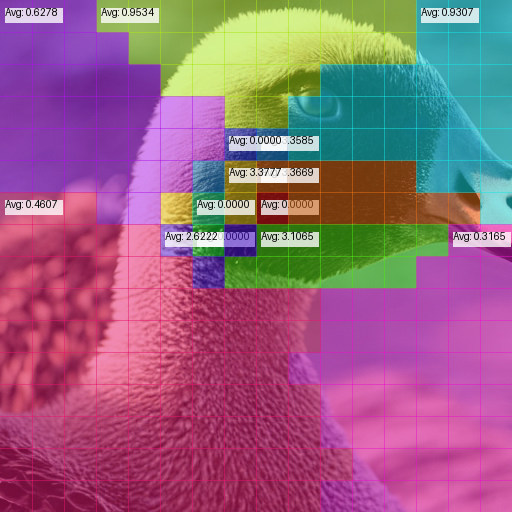 Avg: 0.6278
Avg: 0.9534
Avg: 0.9307
Avg: 0.0000
.3585
Avg: 3.3777
.3669
Avg: 0.4607
Avg: 0.0000
Avg: 0.0000
Avg: 2.6222
.0000
Avg: 3.1065
Avg: 0.3165